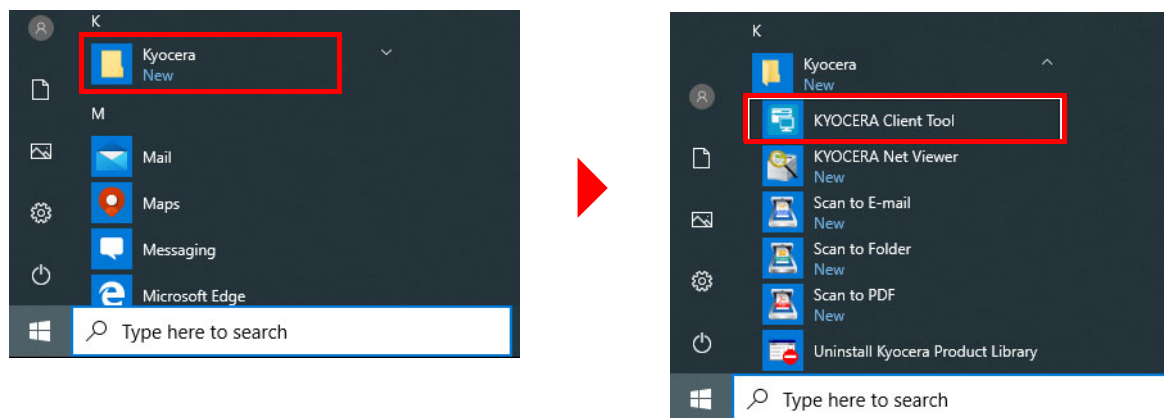 K
Kyocera
New
M
Mail
Maps
Messaging
Microsoft Edge
Type here to search
K
Kyocera
New
KYOCERA Client Tool
KYOCERA Net Viewer
New
Scan to E-mail
New
Scan to Folder
New
Scan to PDF
New
Uninstall Kyocera Product Library
Type here to search